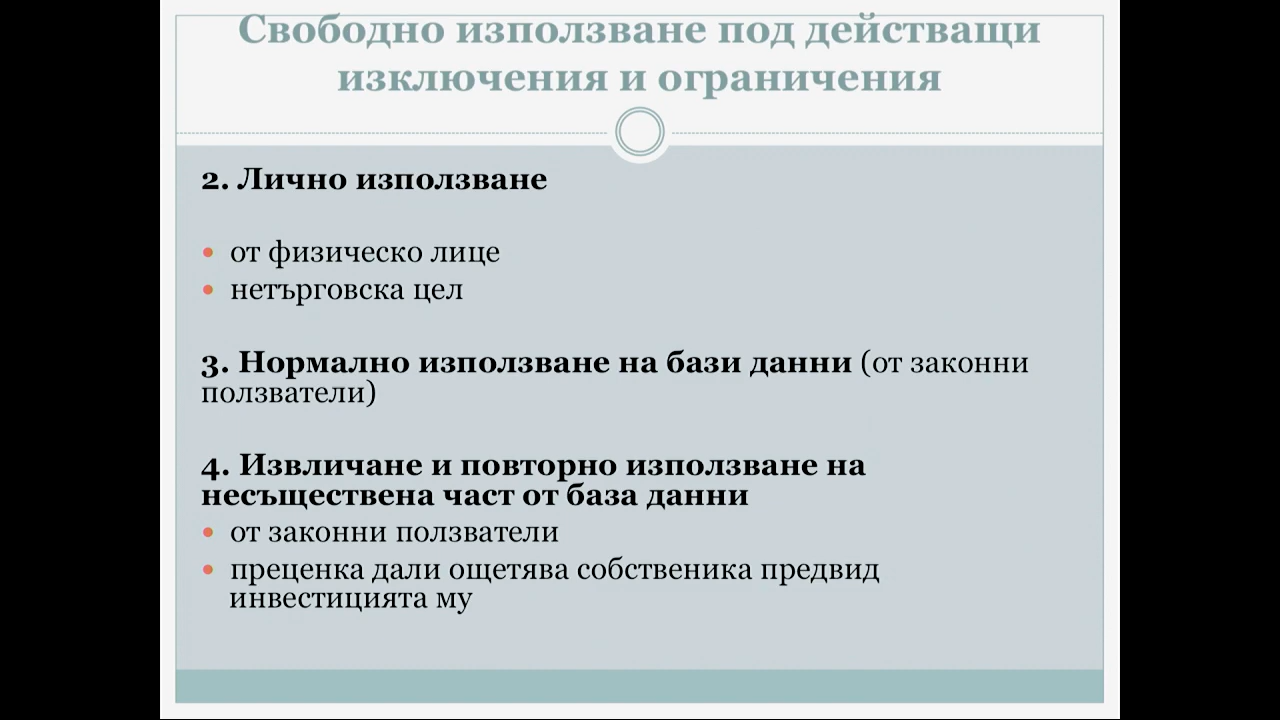 Свободно използване под действащи
изключения и ограничения
2. Лично използване
• от физическо лице
• нетърговска цел
3. Нормално използване на бази данни (от законни
ползватели)
4. Извличане и повторно използване на
несъществена част от база данни
• от законни ползватели
• преценка дали ощетява собственика предвид
инвестицията му